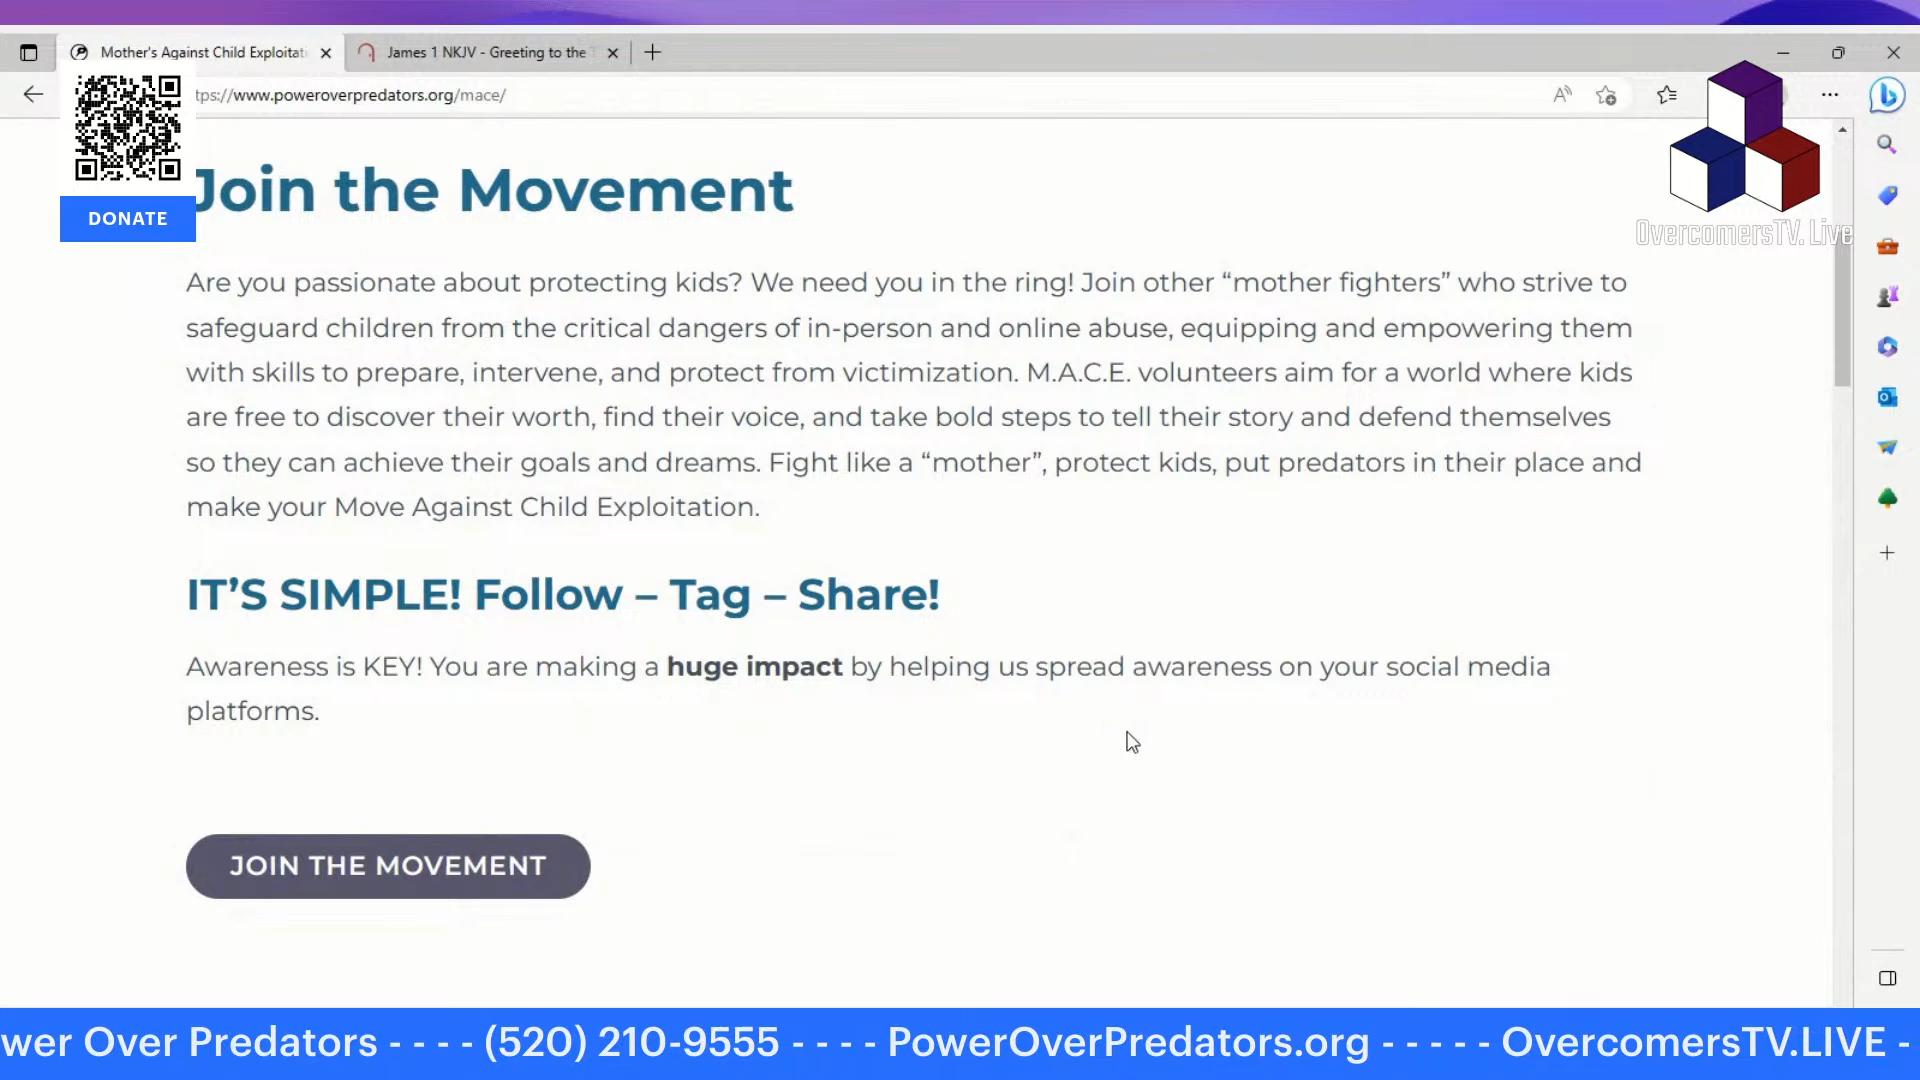 Mother's Against Child Exploitati
James 1 NKJV - Greeting to the T
tps://www.poweroverpredators.org/mace/
DONATE
OvercomersTV.Live
Join the Movement
Are you passionate about protecting kids? We need you in the ring! Join other “mother fighters” who strive to
safeguard children from the critical dangers of in-person and online abuse, equipping and empowering them
with skills to prepare, intervene, and protect from victimization. M.A.C.E. volunteers aim for a world where kids
are free to discover their worth, find their voice, and take bold steps to tell their story and defend themselves
so they can achieve their goals and dreams. Fight like a “mother”, protect kids, put predators in their place and
make your Move Against Child Exploitation.
IT’S SIMPLE! Follow – Tag – Share!
Awareness is KEY! You are making a huge impact by helping us spread awareness on your social media
platforms.
JOIN THE MOVEMENT
wer Over Predators - - - - (520) 210-9555 - - - - PowerOverPredators.org - - - - - OvercomersTV.LIVE -